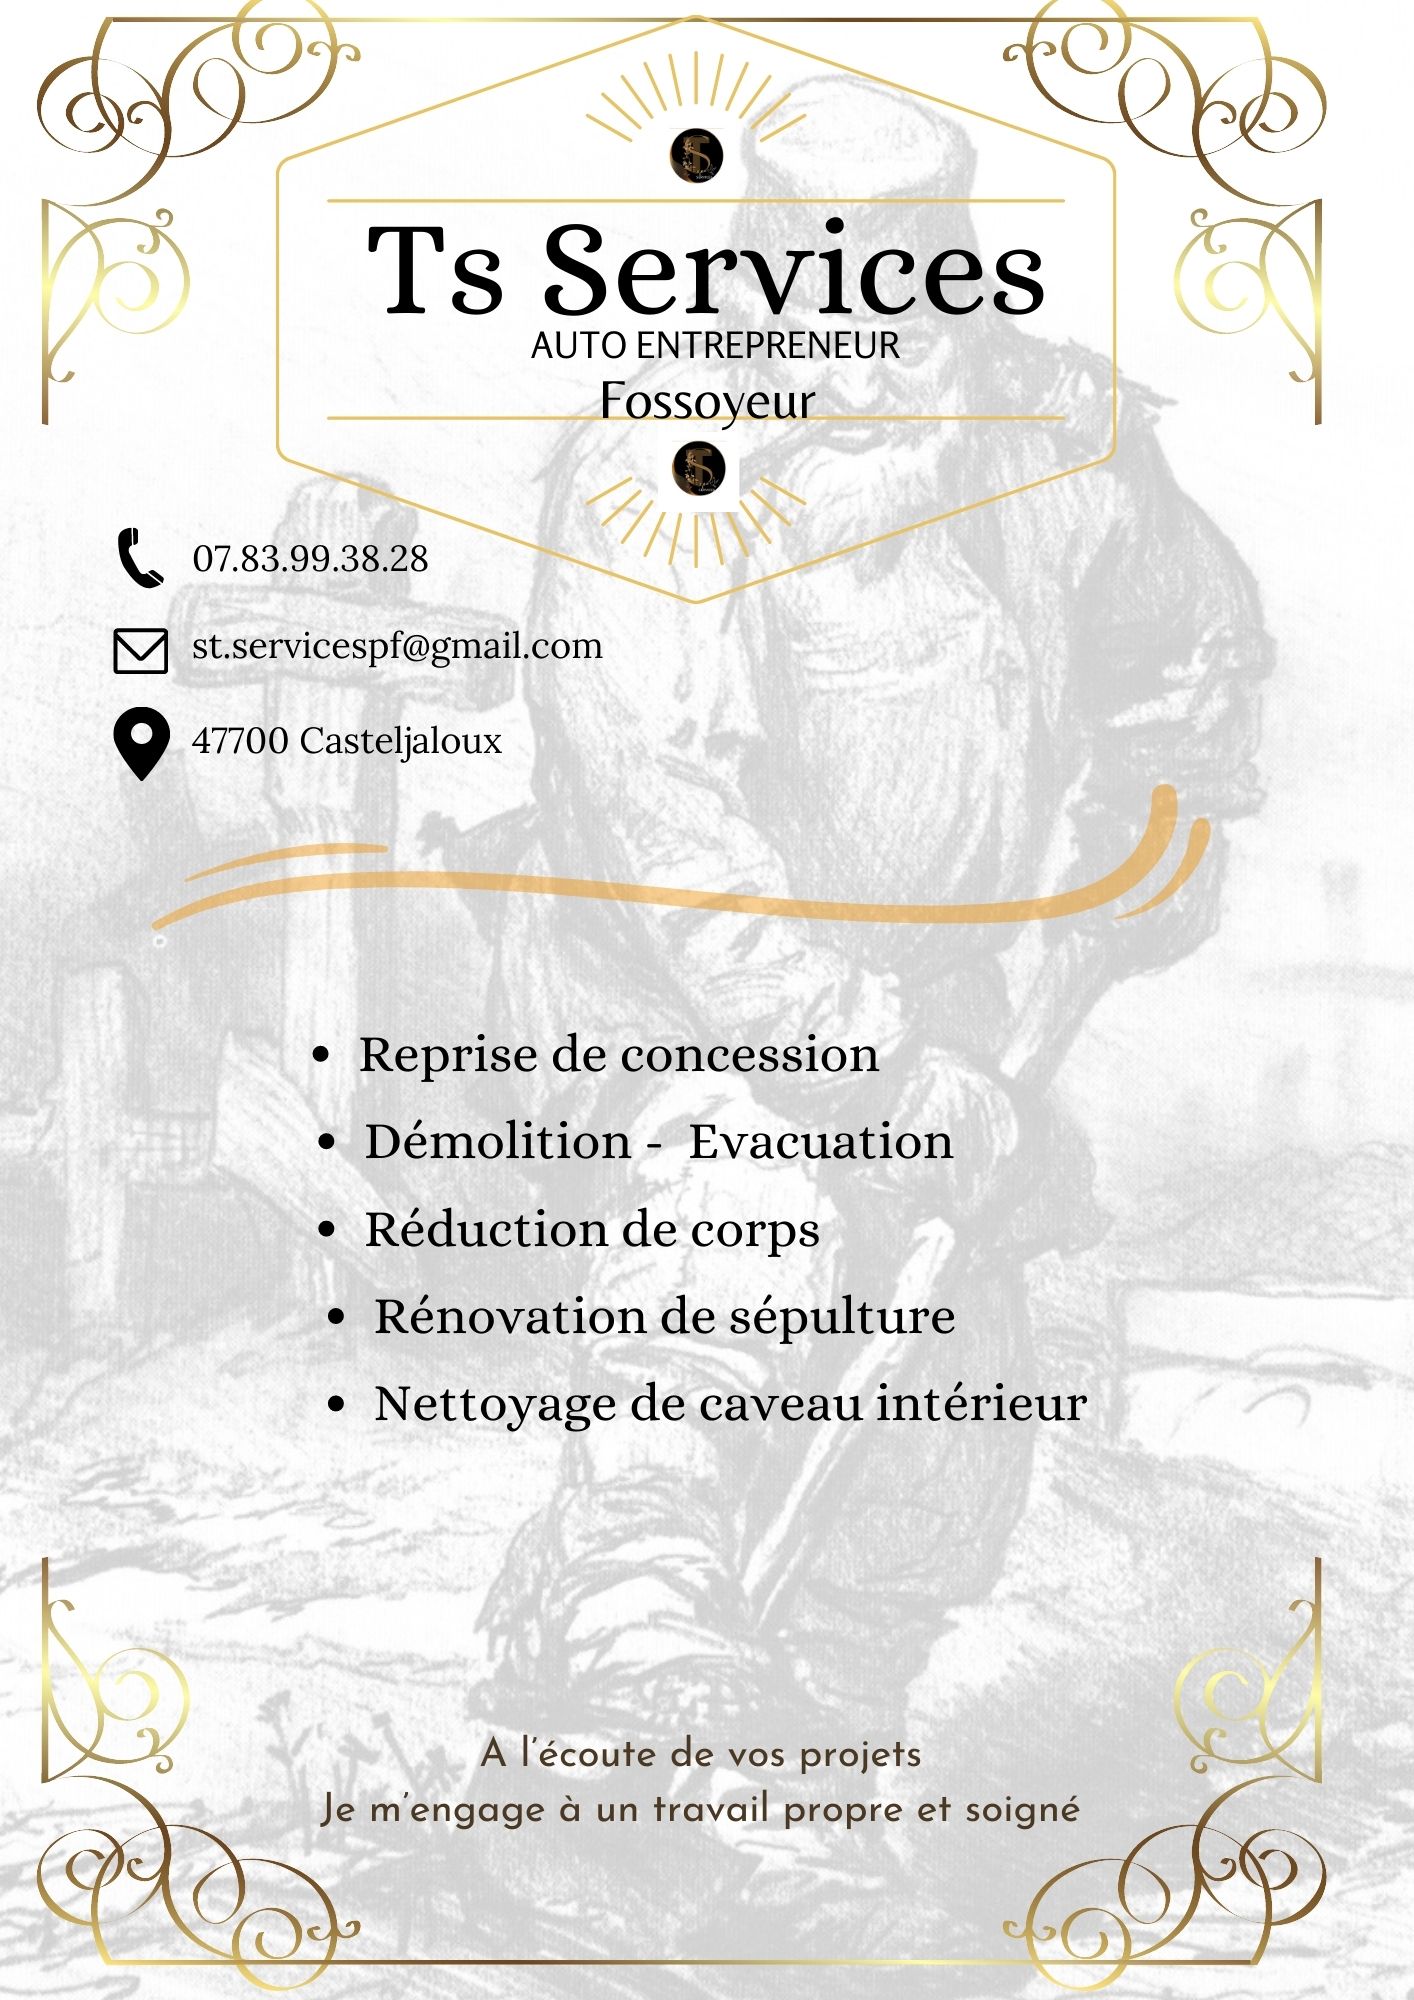 Ts Services
AUTO ENTREPRENEUR
Fossoyeur
07.83.99.38.28
st.servicespf@gmail.com
47700 Casteljaloux
• Reprise de concession
• Démolition - Evacuation
• Réduction de corps
• Rénovation de sépulture
• Nettoyage de caveau intérieur
A l'écoute de vos projets
Je m'engage à un travail propre et soigné